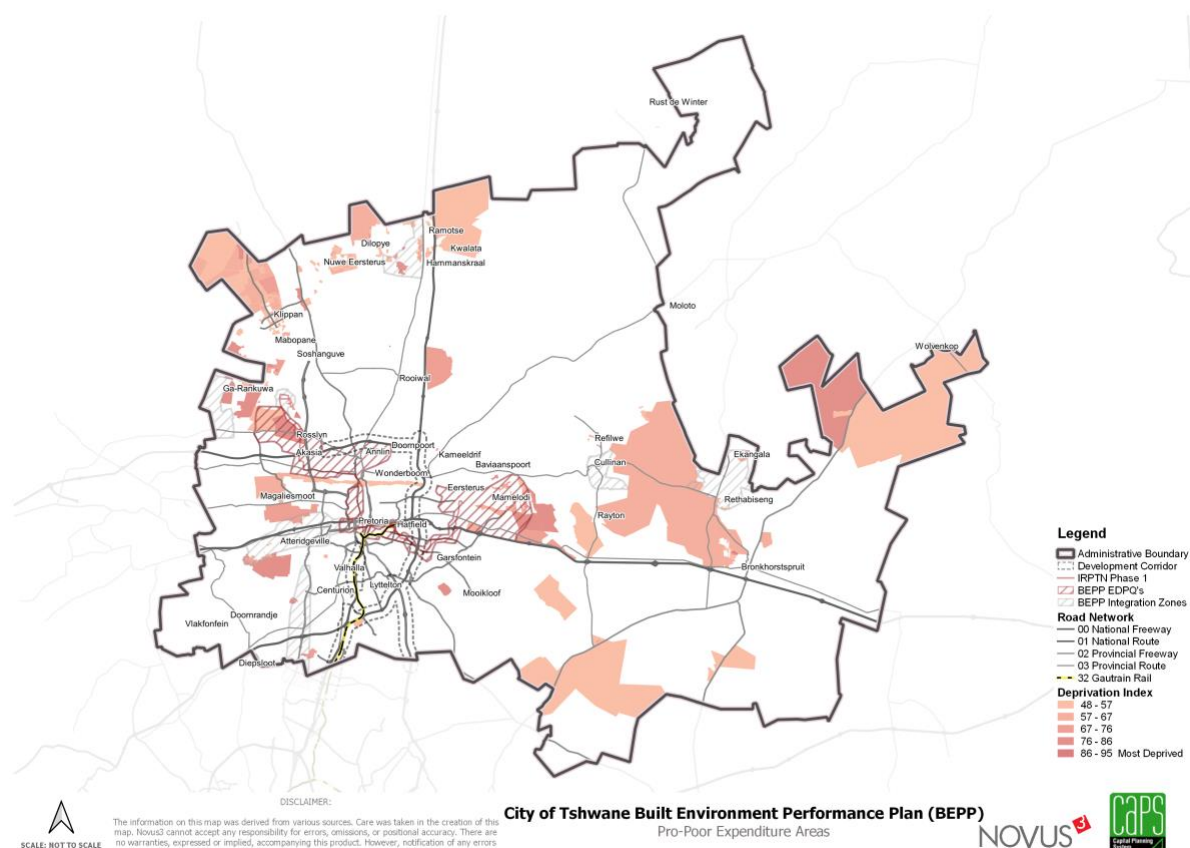 Rust de Winter
Ramotse
Dilopye
Kwalata
Nuwe Eersterus
Hammanskraal
Moloto
Klippan
Mabopane
Soshanguve
Wolvenkop
Rooiwal
Ga-Rankuwa
Rosslyn
Refilwe
Doornpoort
Akasia
Annlin
Kameeldrif
Ekangala
Baviaanspoort
Cullinan
Wonderboom
Eersterus
Magaliesmoot
Mamelodi
Rethabiseng
Rayton
Pretoria
Hatfield
Atteridgeville
Garsfontein
Valhalla
Bronkhorstspruit
Lyttelton
Centurion
Mooikloof
Doornrandje
Vlakfonfein
Diepsloot
Legend
Administrative Boundary
Development Corridor
IRPTN Phase 1
BEPP EDPQ's
BEPP Integration Zones
Road Network
00 National Freeway
01 National Route
02 Provincial Freeway
03 Provincial Route
32 Gautrain Rail
Deprivation Index
48 - 57
57 - 67
67 - 76
76 - 86
86 - 95 Most Deprived
SCALE: NOT TO SCALE
DISCLAIMER:
The information on this map was derived from various sources. Care was taken in the creation of this
map. Novus3 cannot accept any responsibility for errors, omissions, or positional accuracy. There are
no warranties, expressed or implied, accompanying this product. However, notification of any errors
City of Tshwane Built Environment Performance Plan (BEPP)
Pro-Poor Expenditure Areas
NOVUS3
CAPS
Capital Planning
System